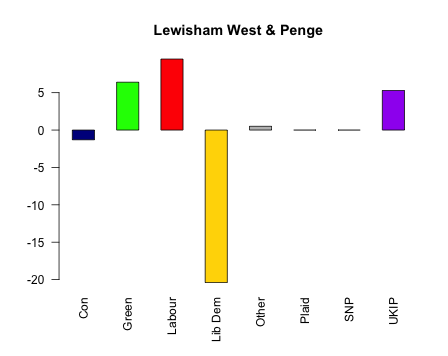 Lewisham West & Penge
5
0
-5
-10
-15
-20
Con
Green
Labour
Lib Dem
Other
Plaid
SNP
UKIP